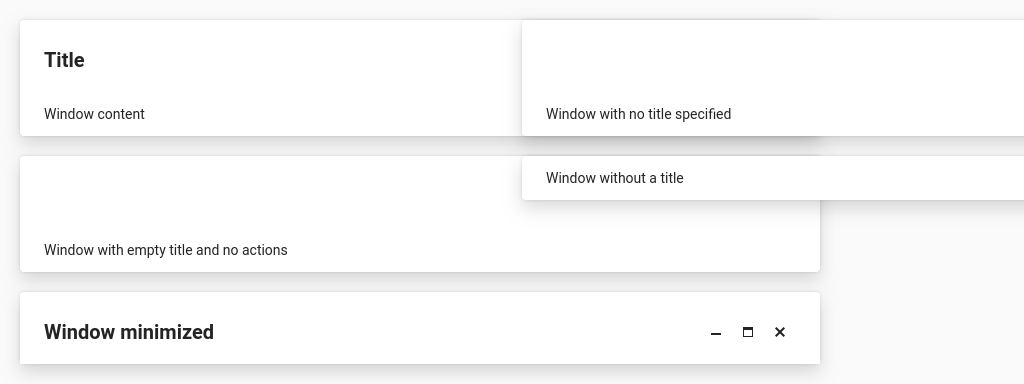 Title
Window content
Window with no title specified
Window without a title
Window with empty title and no actions
Window minimized